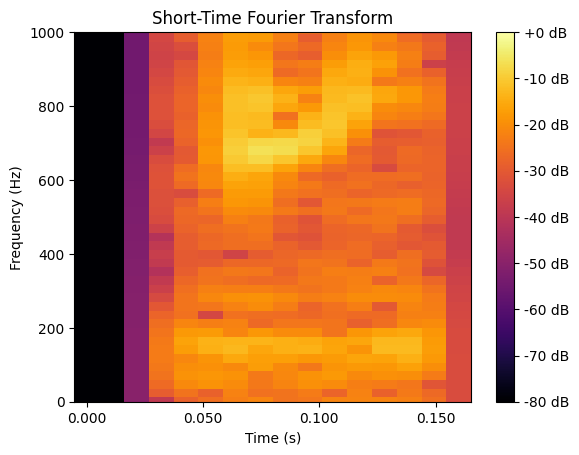 Short-Time Fourier Transform
1000
800
600
400
200
0
Frequency (Hz)
0.000
0.050
0.100
0.150
Time (s)
+0 dB
-10 dB
-20 dB
-30 dB
-40 dB
-50 dB
-60 dB
-70 dB
-80 dB